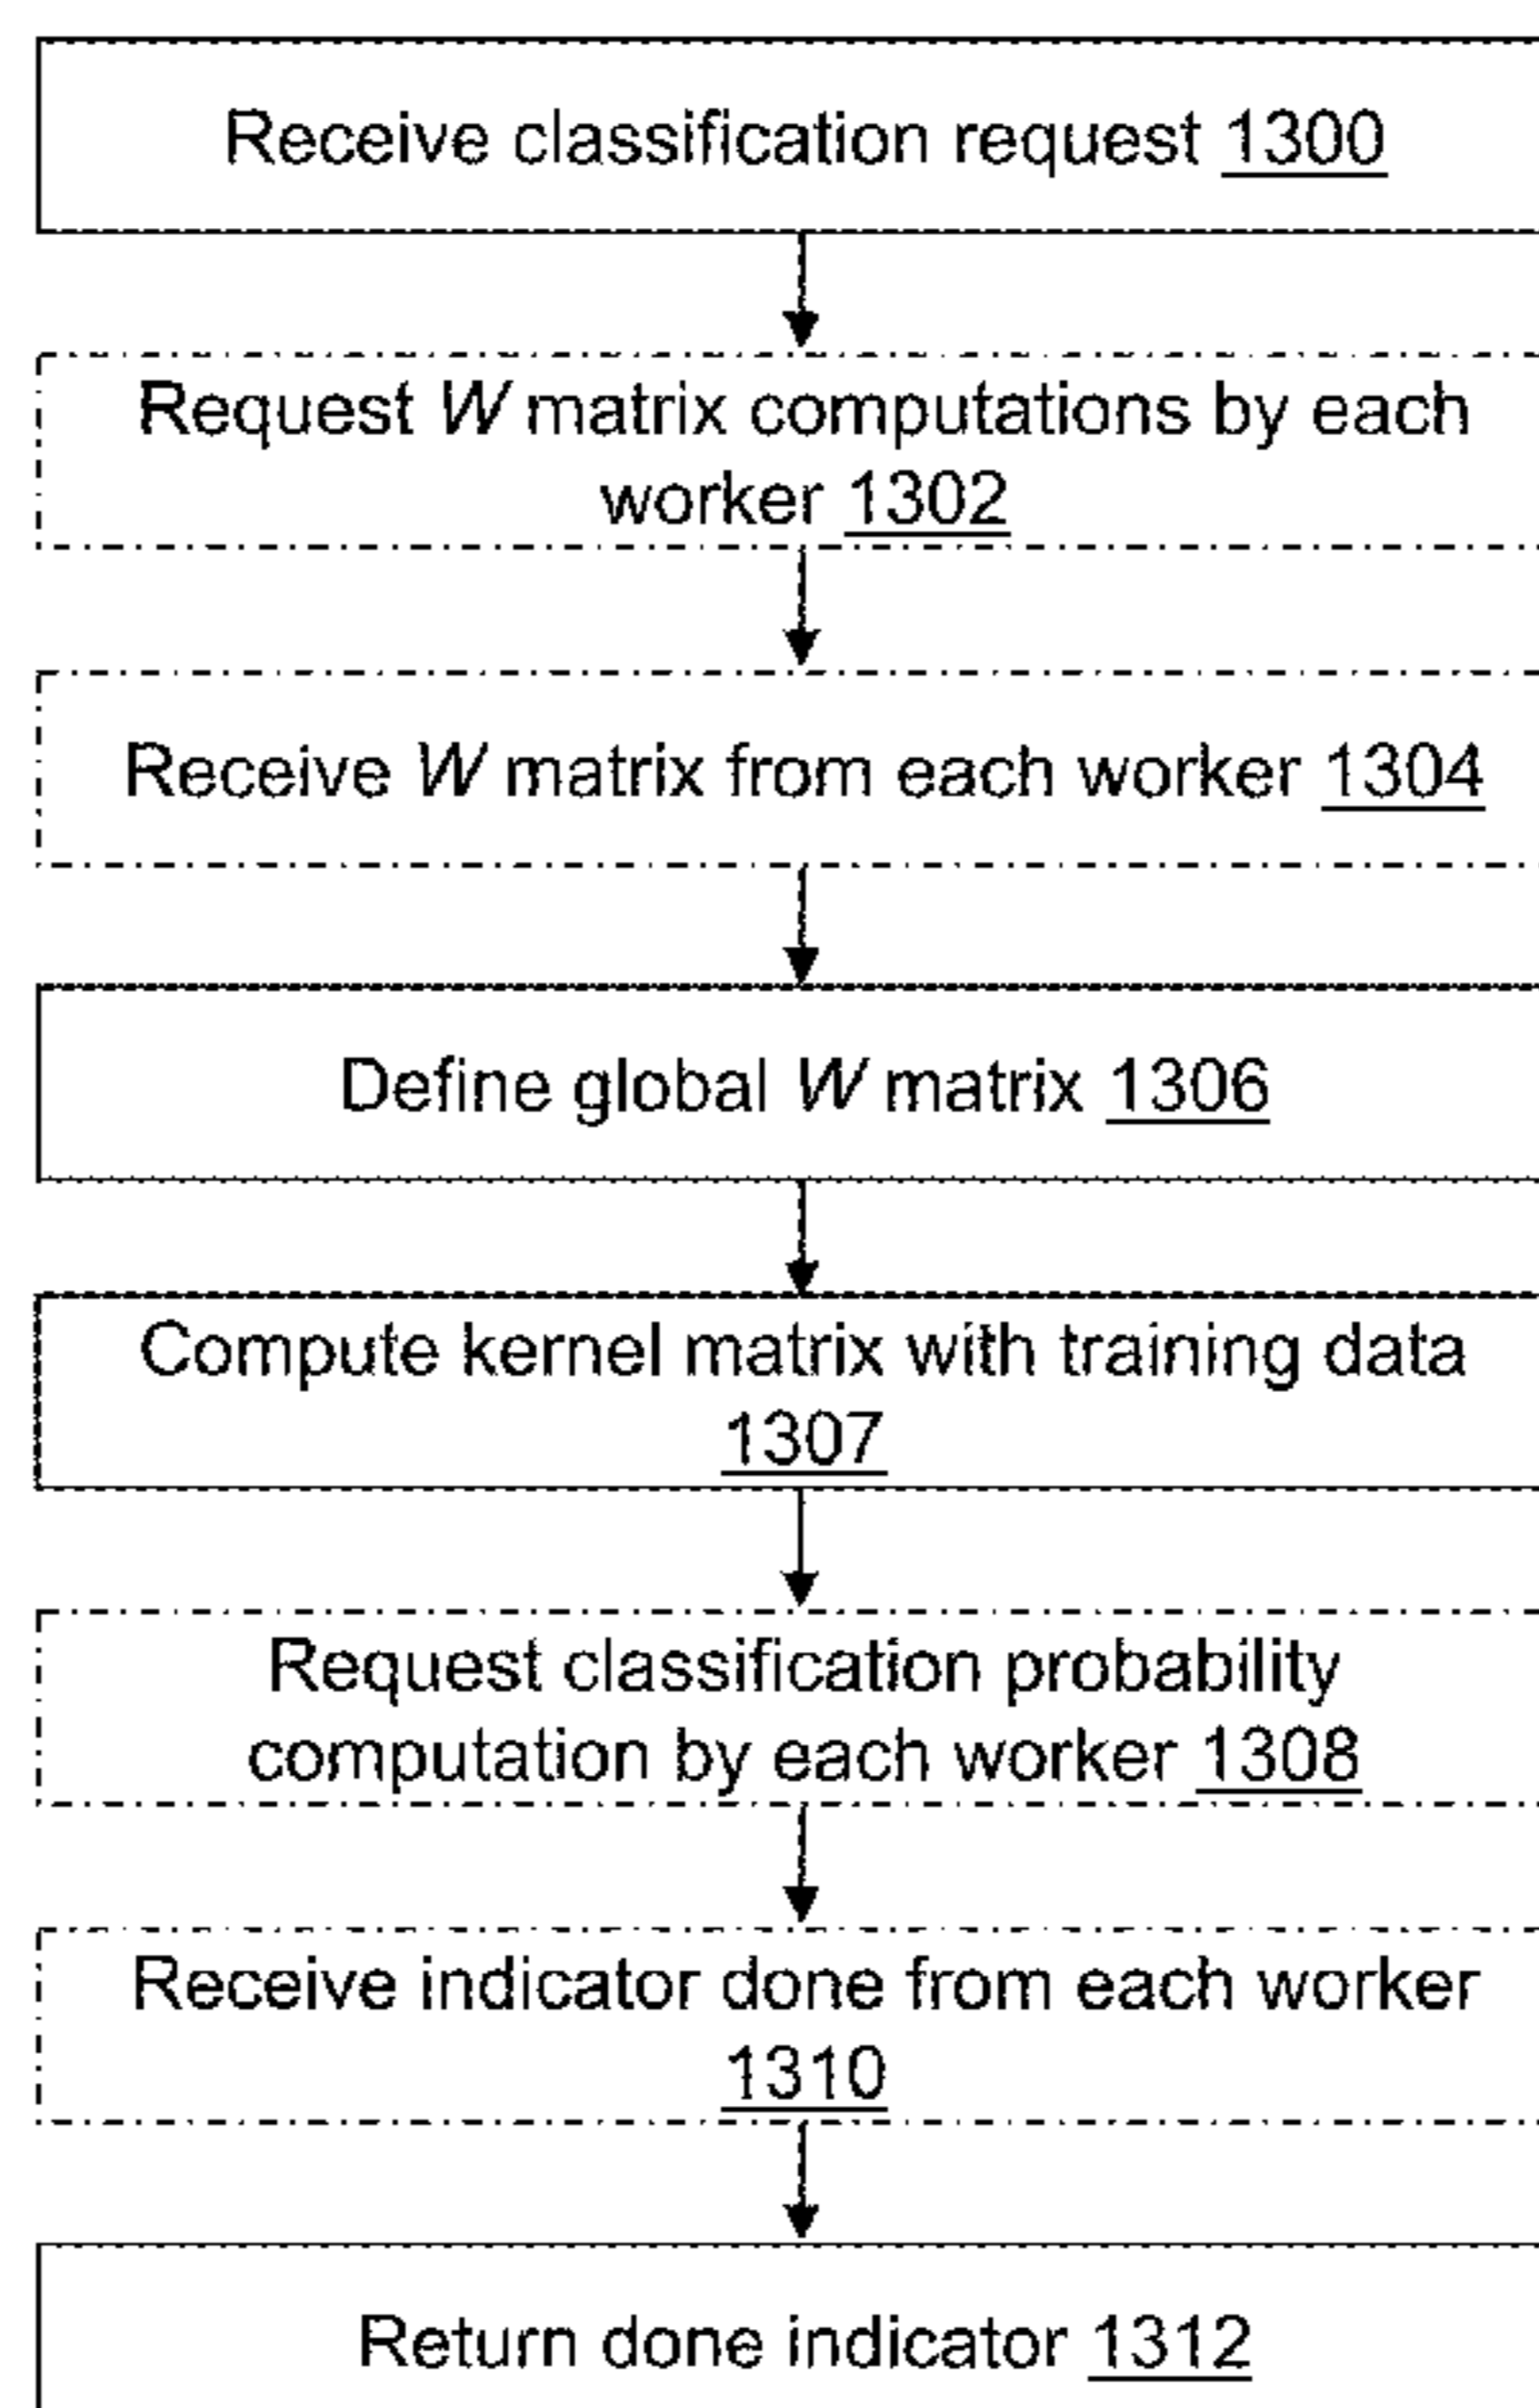 Receive classification request 1300
Request W matrix computations by each
worker 1302
Receive W matrix from each worker 1304
Define global W matrix 1306
Compute kernel matrix with training data
1307
Request classification probability
computation by each worker 1308
Receive indicator done from each worker
1310
Return done indicator 1312